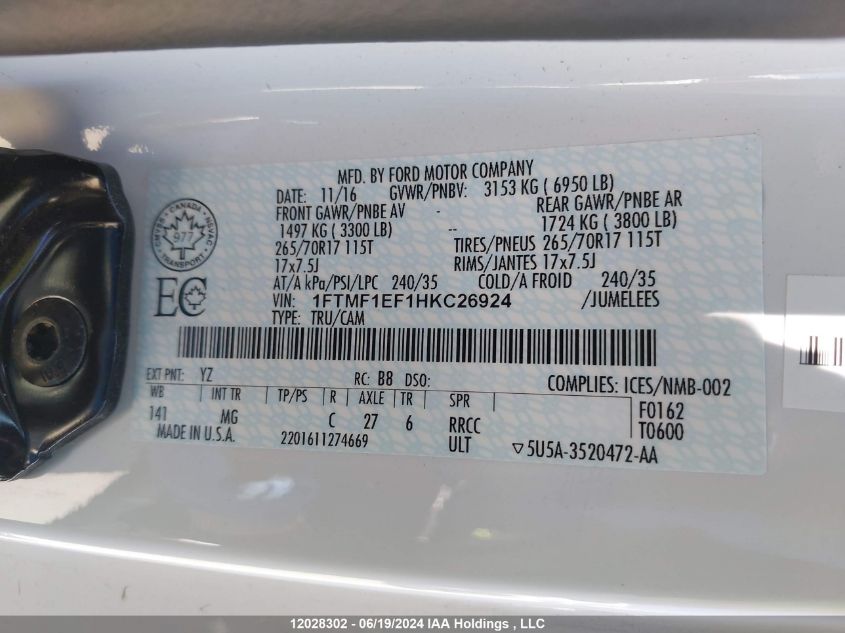 MFD. BY FORD MOTOR COMPANY
DATE: 11/16 GVWR/PNBV: 3153 KG ( 6950 LB)
FRONT GAWR/PNBE AV - REAR GAWR/PNBE AR
1497 KG ( 3300 LB) -- 1724 KG ( 3800 LB)
265/70R17 115T TIRES/PNEUS 265/70R17 115T
17x7.5J RIMS/JANTES 17x7.5J
AT/A kPa/PSI/LPC 240/35 COLD/A FROID 240/35
VIN: 1FTMF1EF1HKC26924 /JUMELEES
TYPE: TRU/CAM
CANADA
977
TRANSPORT
EC
EXT PNT: YZ RC: B8 DSO: COMPLIES: ICES/NMB-002
WB INT TR TP/PS R AXLE TR SPR F0162
141 MG C 27 6 RRCC T0600
MADE IN U.S.A. 2201611274669 ULT ▽5U5A-3520472-AA
12028302 - 06/19/2024 IAA Holdings , LLC